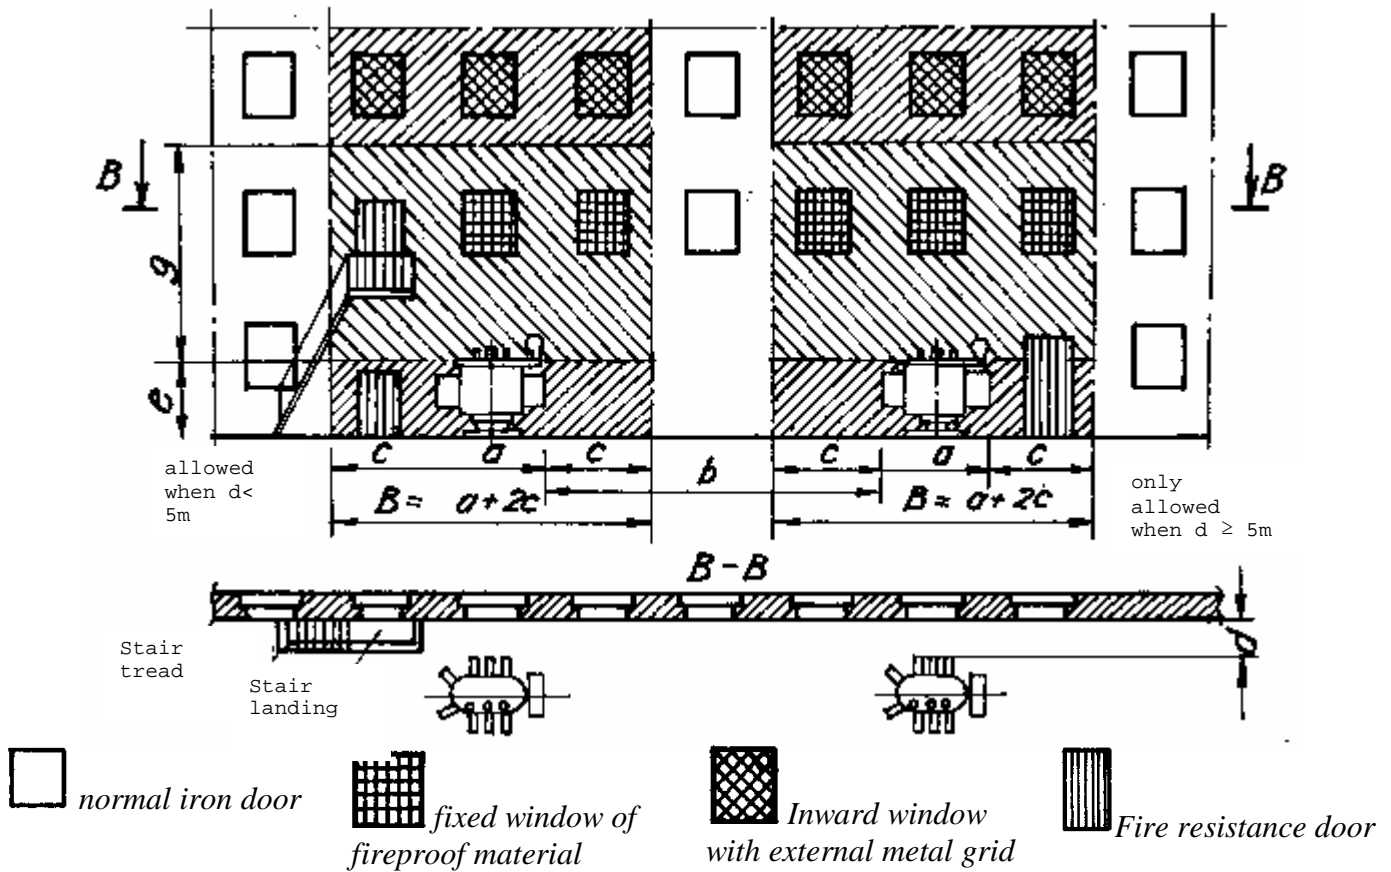 B
B
g
e
c
a
c
b
c
a
c
B = a + 2c
B = a + 2c
allowed
when d<
5m
only
allowed
when d ≥ 5m
B - B
d
Stair
tread
Stair
landing
normal iron door
fixed window of
fireproof material
Inward window
with external metal grid
Fire resistance door